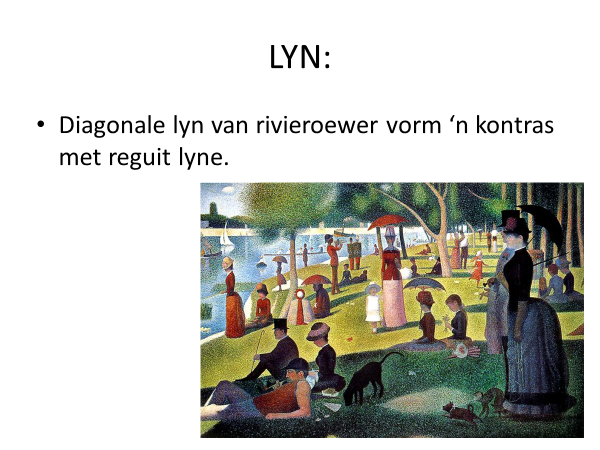 LYN:
• Diagonale lyn van rivieroewer vorm ‘n kontras
met reguit lyne.